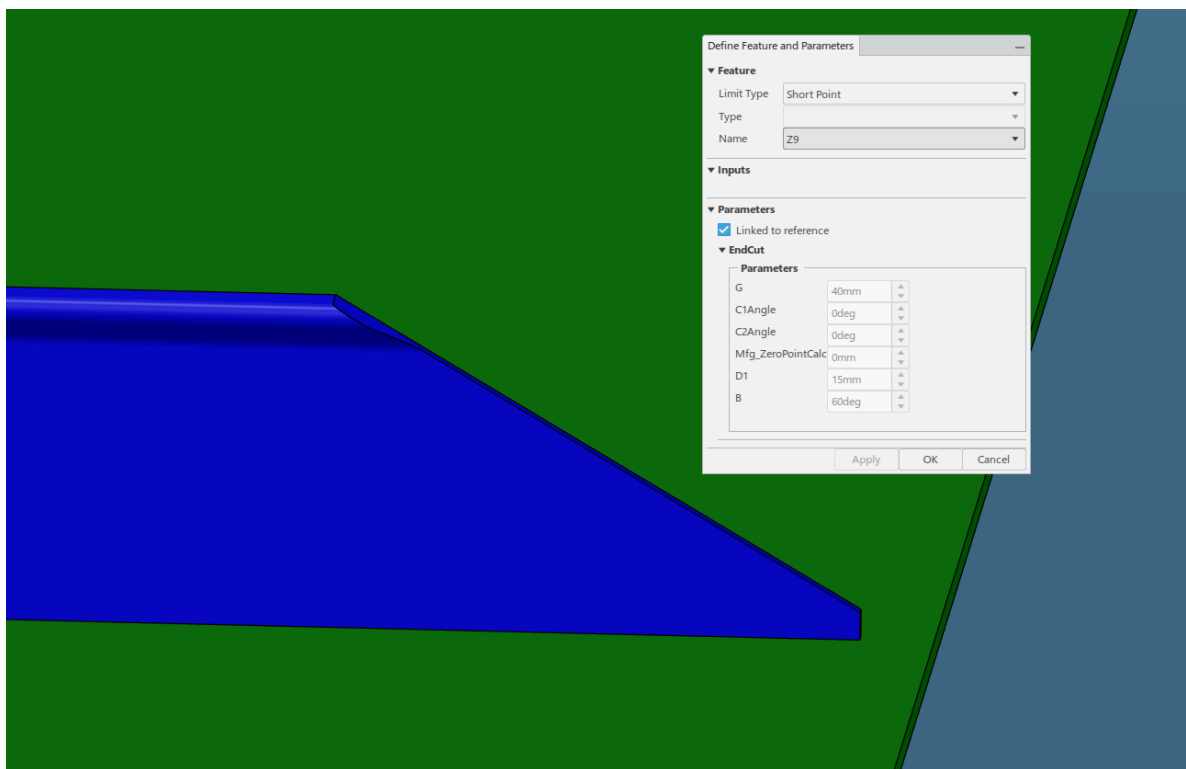 Define Feature and Parameters
Feature
Limit Type Short Point
Type
Name Z9
Inputs
Parameters
Linked to reference
EndCut
Parameters
G 40mm
C1Angle 0deg
C2Angle 0deg
Mfg_ZeroPointCalc 0mm
D1 15mm
B 60deg
Apply OK Cancel